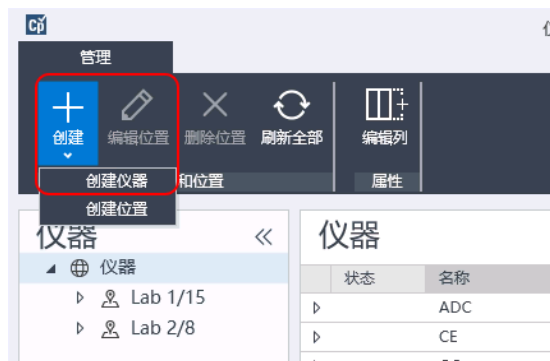 Cp
管理
创建 编辑位置 删除位置 刷新全部 编辑列
创建仪器 和位置 属性
创建位置
仪器 « 仪器
仪器 状态 名称
Lab 1/15 ADC
Lab 2/8 CE